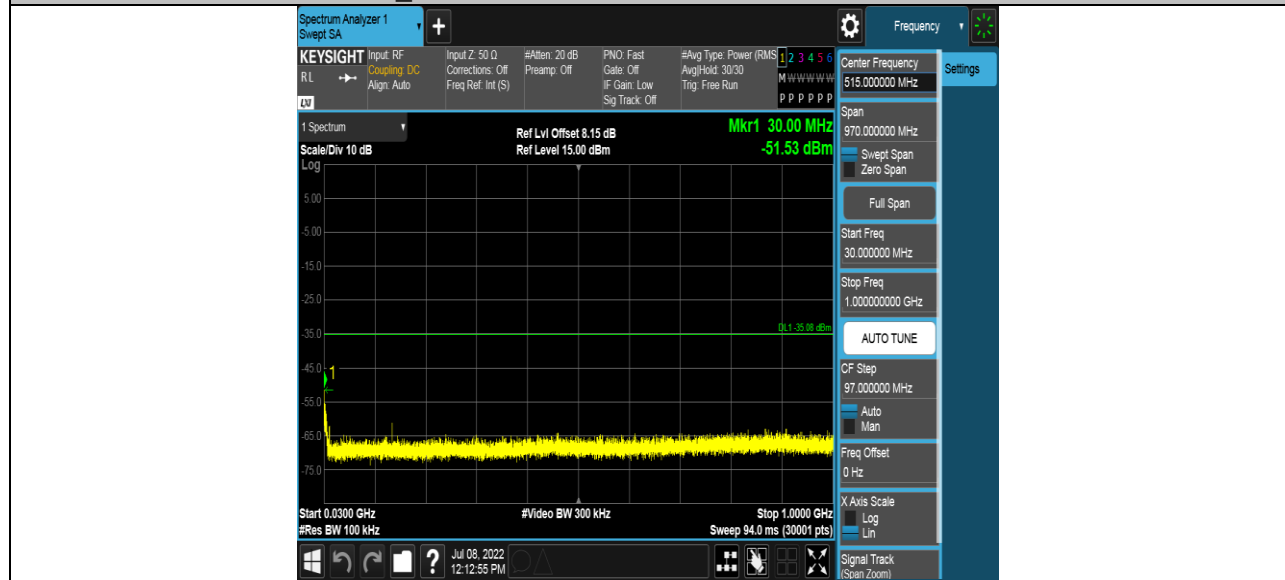 Spectrum Analyzer 1
Swept SA
+
Frequency
KEYSIGHT
RL
LXI
Input: RF
Coupling: DC
Align: Auto
Input Z: 50 Ω
Corrections: Off
Freq Ref: Int (S)
#Atten: 20 dB
Preamp: Off
PNO: Fast
Gate: Off
IF Gain: Low
Sig Track: Off
#Avg Type: Power (RMS
Avg|Hold: 30/30
Trig: Free Run
1 2 3 4 5 6
M W W W W W
P P P P P P
1 Spectrum
Scale/Div 10 dB
Log
Ref Lvl Offset 8.15 dB
Ref Level 15.00 dBm
Mkr1 30.00 MHz
-51.53 dBm
5.00
-5.00
-15.0
-25.0
-35.0
-45.0
-55.0
-65.0
-75.0
DL1 -35.08 dBm
1
Start 0.0300 GHz
#Res BW 100 kHz
#Video BW 300 kHz
Stop 1.0000 GHz
Sweep 94.0 ms (30001 pts)
?
Jul 08, 2022
12:12:55 PM
Center Frequency
515.000000 MHz
Settings
Span
970.000000 MHz
Swept Span
Zero Span
Full Span
Start Freq
30.000000 MHz
Stop Freq
1.000000000 GHz
AUTO TUNE
CF Step
97.000000 MHz
Auto
Man
Freq Offset
0 Hz
X Axis Scale
Log
Lin
Signal Track
(Span Zoom)